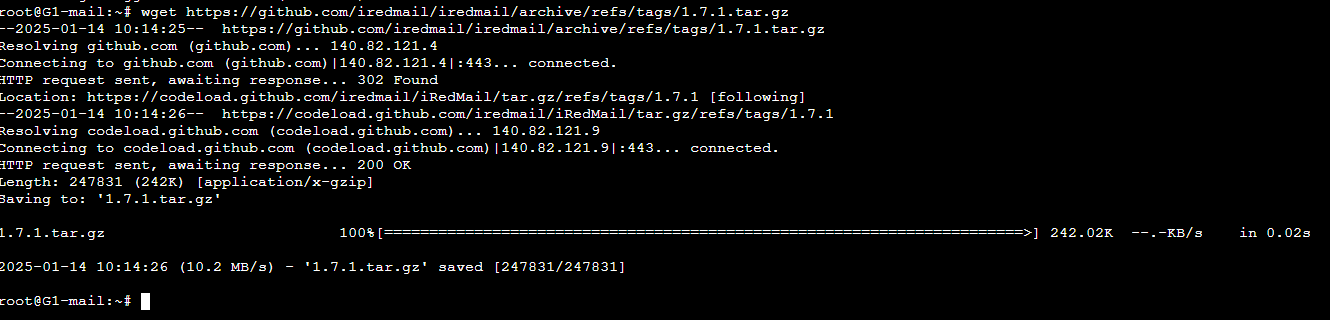 root@G1-mail:~# wget https://github.com/iredmail/iredmail/archive/refs/tags/1.7.1.tar.gz
--2025-01-14 10:14:25--  https://github.com/iredmail/iredmail/archive/refs/tags/1.7.1.tar.gz
Resolving github.com (github.com)... 140.82.121.4
Connecting to github.com (github.com)|140.82.121.4|:443... connected.
HTTP request sent, awaiting response... 302 Found
Location: https://codeload.github.com/iredmail/iRedMail/tar.gz/refs/tags/1.7.1 [following]
--2025-01-14 10:14:26--  https://codeload.github.com/iredmail/iRedMail/tar.gz/refs/tags/1.7.1
Resolving codeload.github.com (codeload.github.com)... 140.82.121.9
Connecting to codeload.github.com (codeload.github.com)|140.82.121.9|:443... connected.
HTTP request sent, awaiting response... 200 OK
Length: 247831 (242K) [application/x-gzip]
Saving to: '1.7.1.tar.gz'
1.7.1.tar.gz                          100%[=======================================================================>] 242.02K  --.-KB/s    in 0.02s
2025-01-14 10:14:26 (10.2 MB/s) - '1.7.1.tar.gz' saved [247831/247831]
root@G1-mail:~#